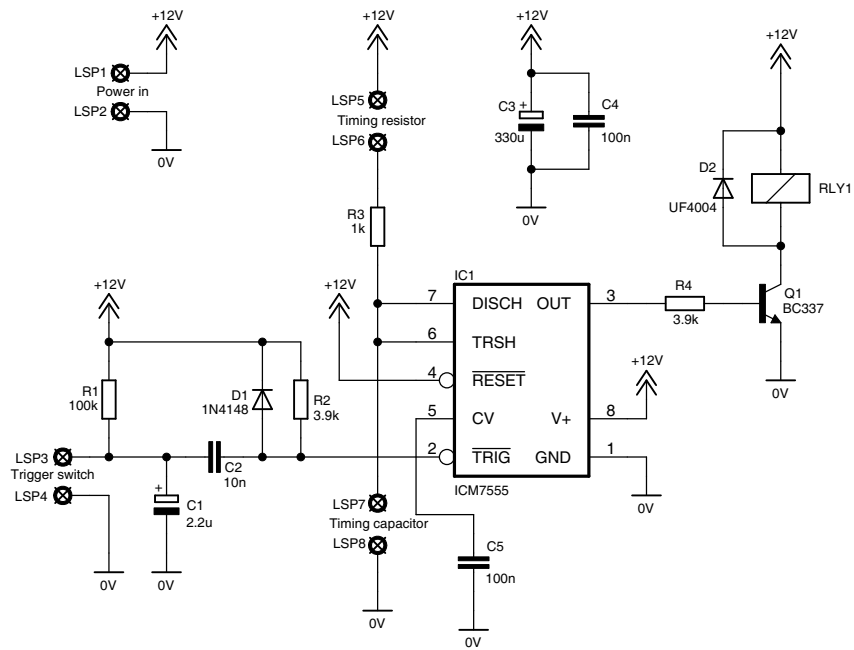 +12V
LSP1
Power in
LSP2
0V
+12V
LSP5
Timing resistor
LSP6
R3
1k
+12V
C3
+
330u
C4
100n
0V
+12V
D2
UF4004
RLY1
Q1
BC337
0V
R4
3.9k
IC1
7 DISCH OUT 3
6 TRSH
4 RESET
5 CV V+ 8
2 TRIG GND 1
ICM7555
+12V
+12V
0V
+12V
R1
100k
D1
1N4148
R2
3.9k
LSP3
Trigger switch
LSP4
C2
10n
+
C1
2.2u
0V
0V
LSP7
Timing capacitor
LSP8
0V
C5
100n
0V